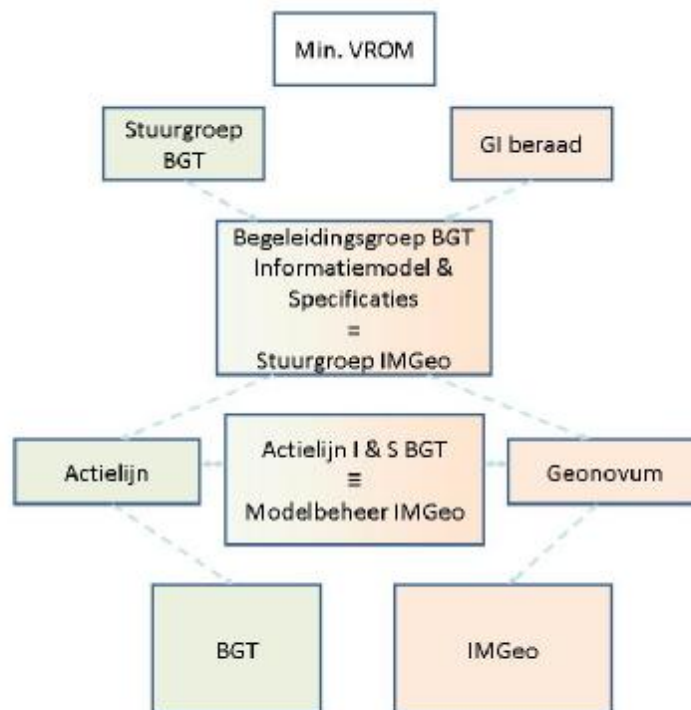 Min. VROM
Stuurgroep
BGT
GI beraad
Begeleidingsgroep BGT
Informatiemodel &
Specificaties
=
Stuurgroep IMGeo
Actielijn
Actielijn I & S BGT
≡
Modelbeheer IMGeo
Geonovum
BGT
IMGeo